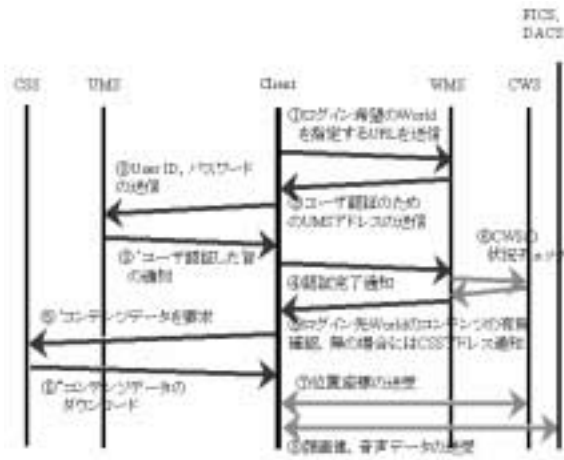 FICS,
DACS
CSS
UMS
Client
WMS
CWS
①ログイン希望のWorld
を指定するURLを送信
③User ID、パスワード
の送信
②ユーザ認証のため
のUMSアドレスの送信
⑥CWSの
状況チェック
③'ユーザ認証した旨
の通知
④認証完了通知
⑤'コンテンツデータを要求
⑤ログイン先Worldのコンテンツの有無
確認、無の場合にはCSSアドレス通知
⑤"コンテンツデータの
ダウンロード
⑦位置座標の送受
⑧顔画像、音声データの送受